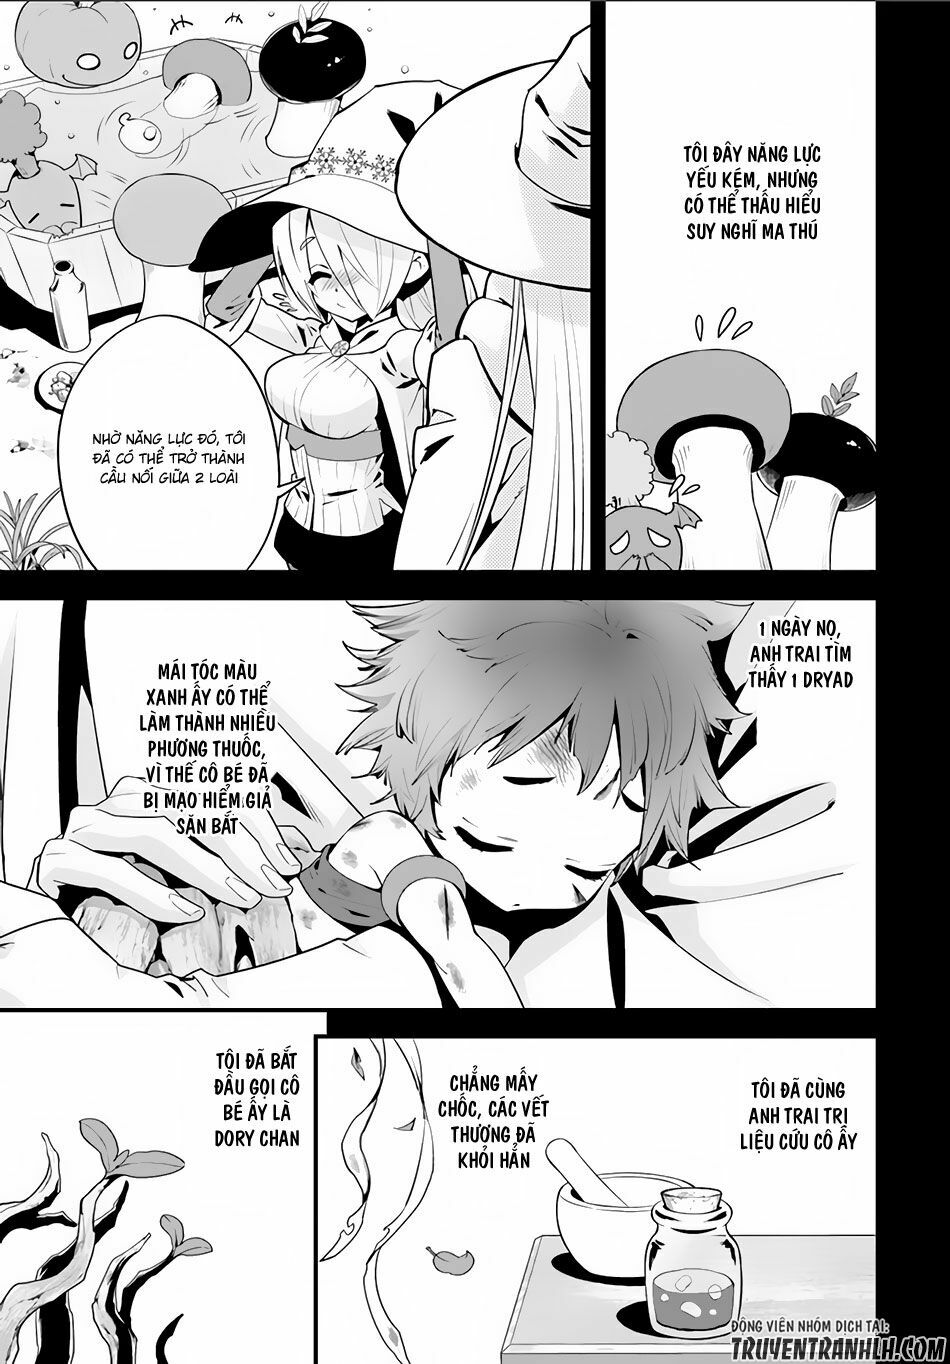 TÔI ĐÂY NĂNG LỰC
YẾU KÉM, NHƯNG
CÓ THỂ THẤU HIỂU
SUY NGHĨ MA THÚ
NHỜ NĂNG LỰC ĐÓ, TÔI
ĐÃ CÓ THỂ TRỞ THÀNH
CẦU NỐI GIỮA 2 LOÀI
1 NGÀY NỌ,
ANH TRAI TÌM
THẤY 1 DRYAD
MÁI TÓC MÀU
XANH ẤY CÓ THỂ
LÀM THÀNH NHIỀU
PHƯƠNG THUỐC,
VÌ THẾ CÔ BÉ ĐÃ
BỊ MẠO HIỂM GIẢ
SĂN BẮT
TÔI ĐÃ CÙNG
ANH TRAI TRỊ
LIỆU CỨU CÔ ẤY
CHẲNG MẤY
CHỐC, CÁC VẾT
THƯƠNG ĐÃ
KHỎI HẲN
TÔI ĐÃ BẮT
ĐẦU GỌI CÔ
BÉ ẤY LÀ
DORY CHAN
ĐỘNG VIÊN NHÓM DỊCH TẠI:
TRUYENTRANHLH.COM